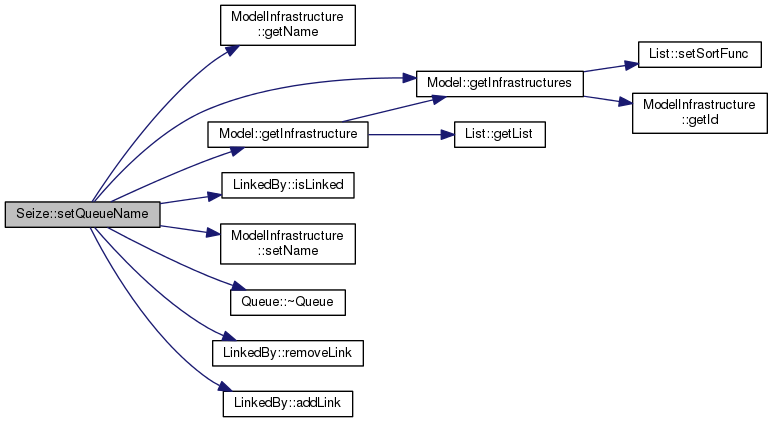 ModelInfrastructure
::getName
List::setSortFunc
Model::getInfrastructures
ModelInfrastructure
::getId
Model::getInfrastructure
List::getList
LinkedBy::isLinked
Seize::setQueueName
ModelInfrastructure
::setName
Queue::~Queue
LinkedBy::removeLink
LinkedBy::addLink